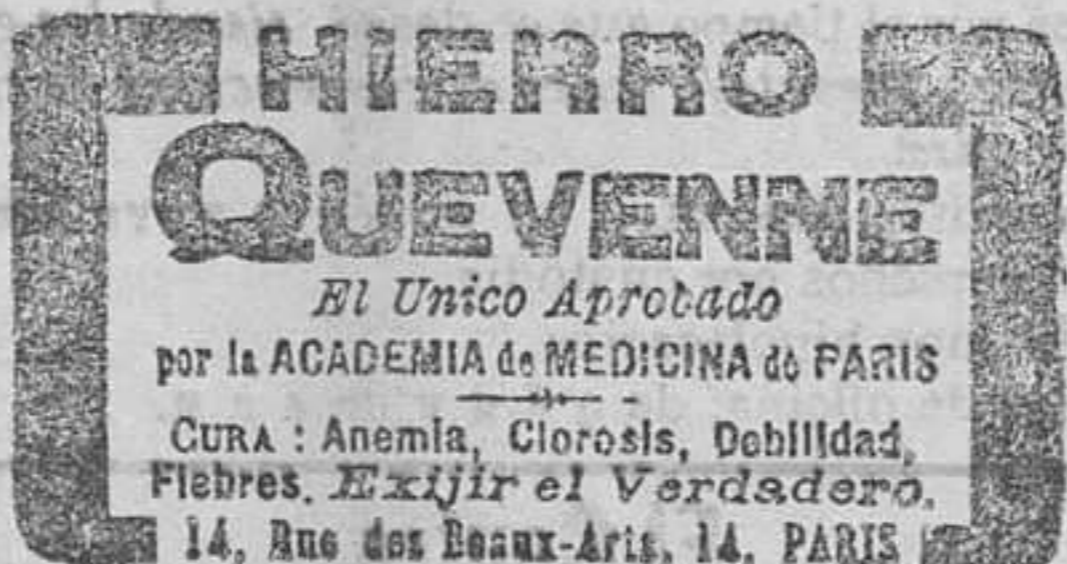 HIERRO
QUEVENNE
El Unico Aprobado
por la ACADEMIA de MEDICINA de PARIS
CURA : Anemia, Clorosis, Debilidad,
Fiebres. Exijir el Verdadero.
14, Rue des Beaux-Arts, 14, PARIS